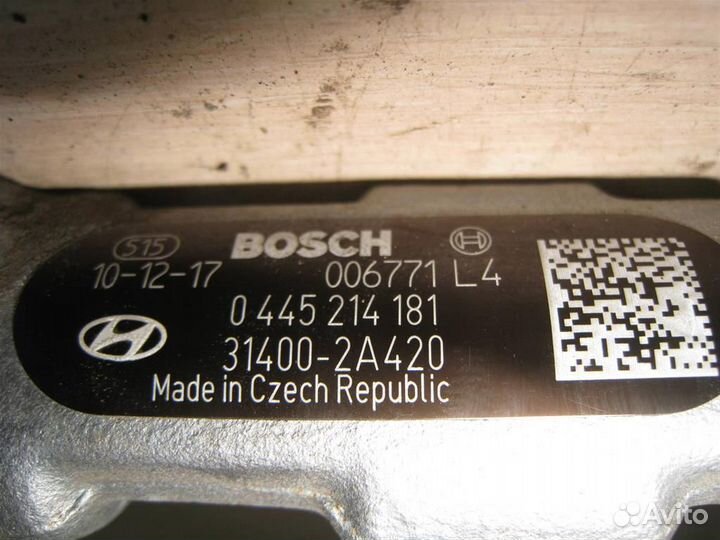 515 BOSCH
10-12-17 006771 L4
0 445 214 181
31400-2A420
Made in Czech Republic
Avito